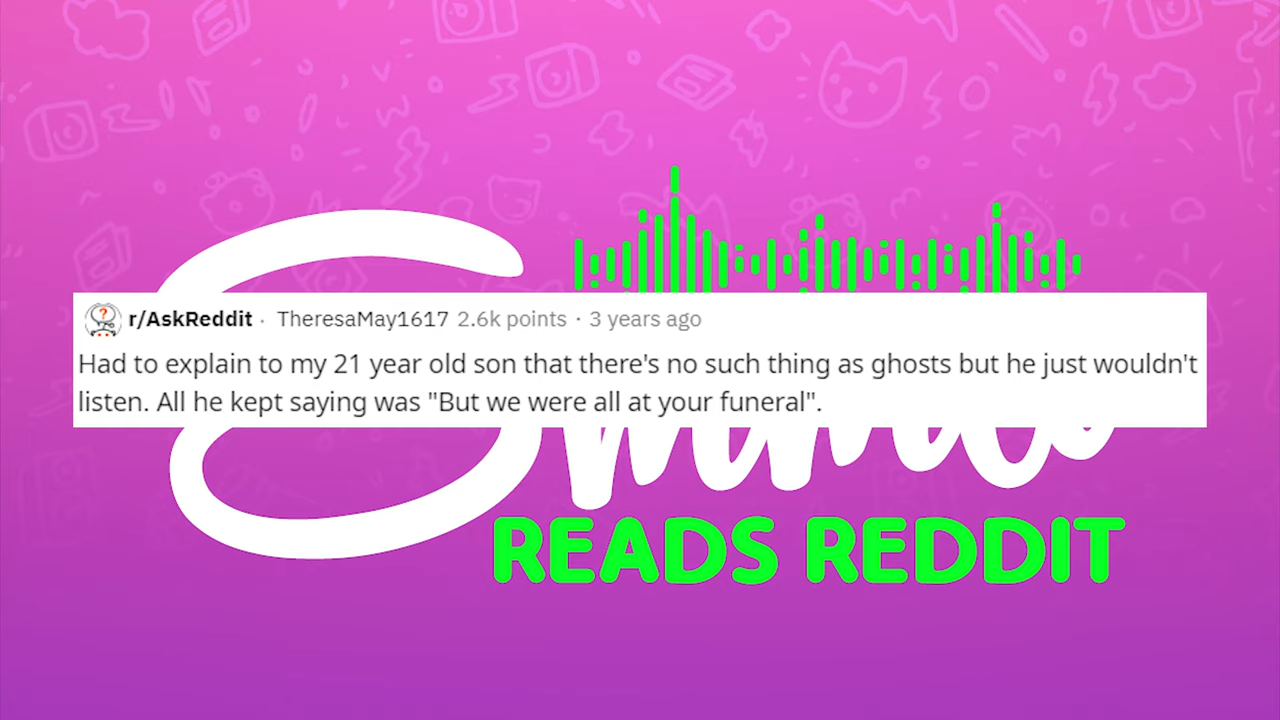 r/AskReddit · TheresaMay1617 2.6k points · 3 years ago
Had to explain to my 21 year old son that there's no such thing as ghosts but he just wouldn't
listen. All he kept saying was "But we were all at your funeral".
READS REDDIT